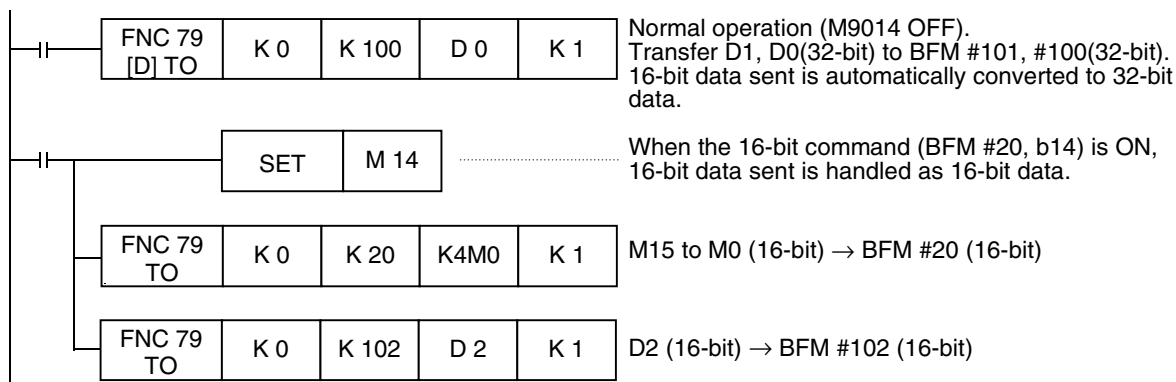 FNC 79 [D] TO K 0 K 100 D 0 K 1
Normal operation (M9014 OFF).
Transfer D1, D0(32-bit) to BFM #101, #100(32-bit).
16-bit data sent is automatically converted to 32-bit
data.
SET M 14
When the 16-bit command (BFM #20, b14) is ON,
16-bit data sent is handled as 16-bit data.
FNC 79 TO K 0 K 20 K4M0 K 1
M15 to M0 (16-bit) → BFM #20 (16-bit)
FNC 79 TO K 0 K 102 D 2 K 1
D2 (16-bit) → BFM #102 (16-bit)